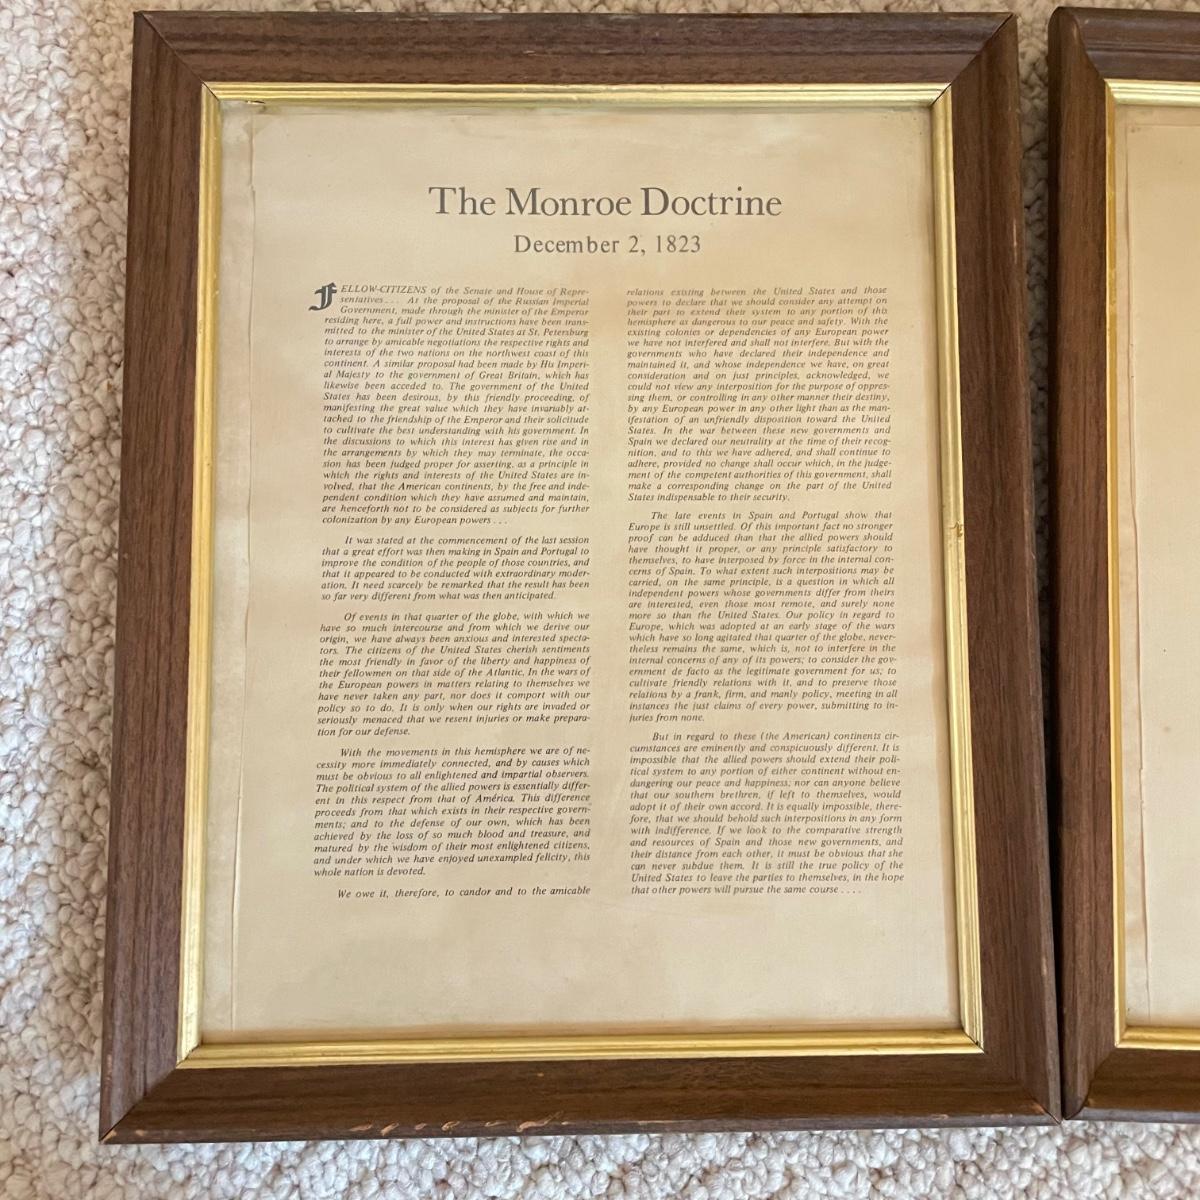 The Monroe Doctrine
December 2, 1823
FELLOW-CITIZENS of the Senate and House of Repre-
sentatives . . . At the proposal of the Russian Imperial
Government, made through the minister of the Emperor
residing here, a full power and instructions have been trans-
mitted to the minister of the United States at St. Petersburg
to arrange by amicable negotiations the respective rights and
interests of the two nations on the northwest coast of this
continent. A similar proposal had been made by His Imperi-
al Majesty to the government of Great Britain, which has
likewise been acceded to. The government of the United
States has been desirous, by this friendly proceeding, of
manifesting the great value which they have invariably at-
tached to the friendship of the Emperor and their solicitude
to cultivate the best understanding with his government. In
the discussions to which this interest has given rise and in
the arrangements by which they may terminate, the occa-
sion has been judged proper for asserting, as a principle in
which the rights and interests of the United States are in-
volved, that the American continents, by the free and inde-
pendent condition which they have assumed and maintain,
are henceforth not to be considered as subjects for further
colonization by any European powers . . .
It was stated at the commencement of the last session
that a great effort was then making in Spain and Portugal to
improve the condition of the people of those countries, and
that it appeared to be conducted with extraordinary moder-
ation. It need scarcely be remarked that the result has been
so far very different from what was then anticipated.
Of events in that quarter of the globe, with which we
have so much intercourse and from which we derive our
origin, we have always been anxious and interested specta-
tors. The citizens of the United States cherish sentiments
the most friendly in favor of the liberty and happiness of
their fellowmen on that side of the Atlantic. In the wars of
the European powers in matters relating to themselves we
have never taken any part, nor does it comport with our
policy so to do. It is only when our rights are invaded or
seriously menaced that we resent injuries or make prepara-
tion for our defense.
With the movements in this hemisphere we are of ne-
cessity more immediately connected, and by causes which
must be obvious to all enlightened and impartial observers.
The political system of the allied powers is essentially differ-
ent in this respect from that of América. This difference
proceeds from that which exists in their respective govern-
ments; and to the defense of our own, which has been
achieved by the loss of so much blood and treasure, and
matured by the wisdom of their most enlightened citizens,
and under which we have enjoyed unexampled felicity, this
whole nation is devoted.
We owe it, therefore, to candor and to the amicable
relations existing between the United States and those
powers to declare that we should consider any attempt on
their part to extend their system to any portion of this
hemisphere as dangerous to our peace and safety. With the
existing colonies or dependencies of any European power
we have not interfered and shall not interfere. But with the
governments who have declared their independence and
maintained it, and whose independence we have, on great
consideration and on just principles, acknowledged, we
could not view any interposition for the purpose of oppres-
sing them, or controlling in any other manner their destiny,
by any European power in any other light than as the man-
ifestation of an unfriendly disposition toward the United
States. In the war between these new governments and
Spain we declared our neutrality at the time of their recog-
nition, and to this we have adhered, and shall continue to
adhere, provided no change shall occur which, in the judge-
ment of the competent authorities of this government, shall
make a corresponding change on the part of the United
States indispensable to their security.
The late events in Spain and Portugal show that
Europe is still unsettled. Of this important fact no stronger
proof can be adduced than that the allied powers should
have thought it proper, or any principle satisfactory to
themselves, to have interposed by force in the internal con-
cerns of Spain. To what extent such interpositions may be
carried, on the same principle, is a question in which all
independent powers whose governments differ from theirs
are interested, even those most remote, and surely none
more so than the United States. Our policy in regard to
Europe, which was adopted at an early stage of the wars
which have so long agitated that quarter of the globe, never-
theless remains the same, which is, not to interfere in the
internal concerns of any of its powers; to consider the gov-
ernment de facto as the legitimate government for us; to
cultivate friendly relations with it, and to preserve those
relations by a frank, firm, and manly policy, meeting in all
instances the just claims of every power, submitting to in-
juries from none.
But in regard to these (the American) continents cir-
cumstances are eminently and conspicuously different. It is
impossible that the allied powers should extend their poli-
tical system to any portion of either continent without en-
dangering our peace and happiness; nor can anyone believe
that our southern brethren, if left to themselves, would
adopt it of their own accord. It is equally impossible, there-
fore, that we should behold such interpositions in any form
with indifference. If we look to the comparative strength
and resources of Spain and those new governments, and
their distance from each other, it must be obvious that she
can never subdue them. It is still the true policy of the
United States to leave the parties to themselves, in the hope
that other powers will pursue the same course . . . .